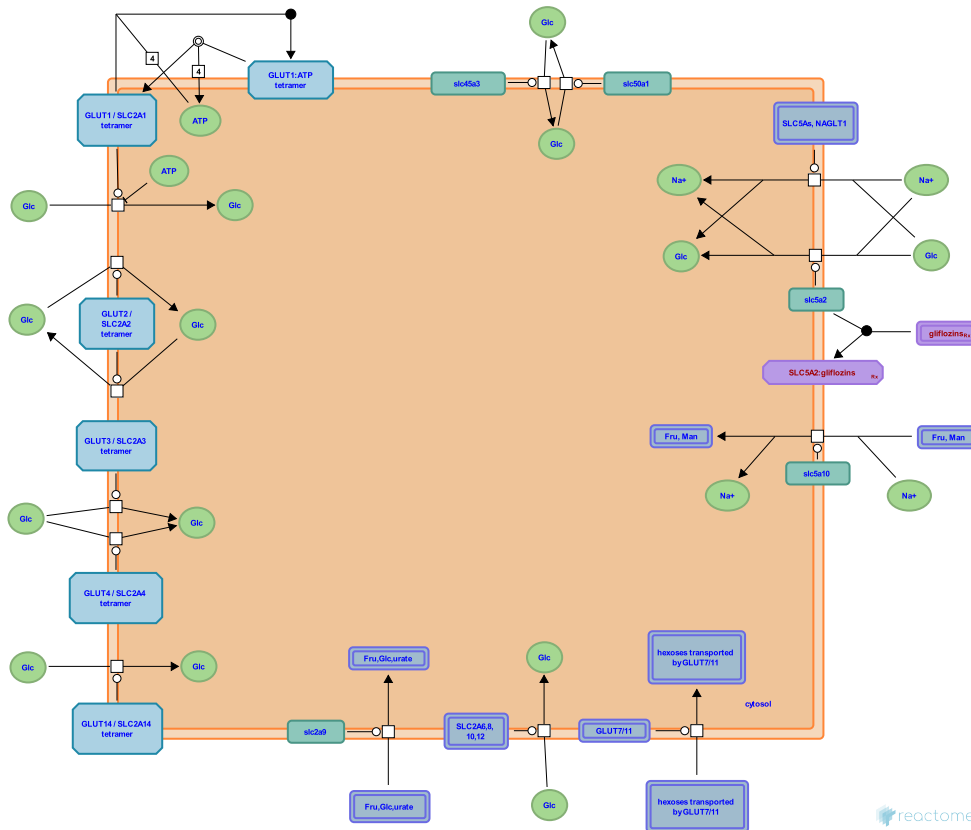 Glc
4
4
GLUT1:ATP
tetramer
slc45a3
slc50a1
GLUT1 / SLC2A1
tetramer
ATP
SLC5As, NAGLT1
Glc
ATP
Na+
Na+
Glc
Glc
Glc
Glc
slc5a2
Glc
GLUT2 /
SLC2A2
tetramer
Glc
gliflozinsRx
SLC5A2:gliflozins
Rx
GLUT3 / SLC2A3
tetramer
Fru, Man
Fru, Man
slc5a10
Na+
Na+
Glc
Glc
GLUT4 / SLC2A4
tetramer
Glc
Glc
Fru,Glc,urate
Glc
hexoses transported
by GLUT7/11
cytosol
GLUT14 / SLC2A14
tetramer
slc2a9
SLC2A6,8,
10,12
GLUT7/11
Fru,Glc,urate
Glc
hexoses transported
by GLUT7/11
reactome